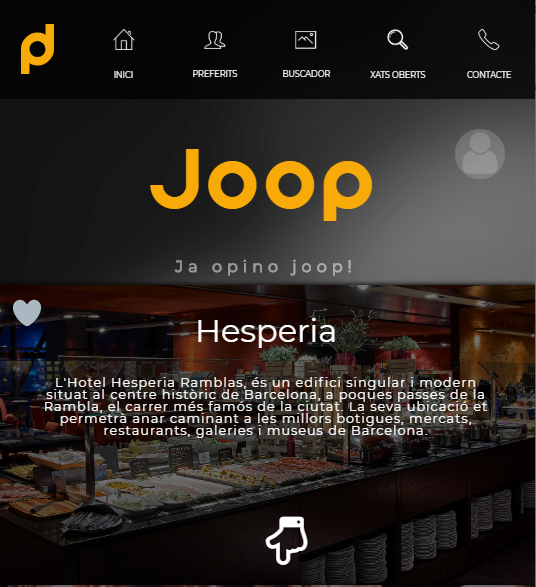 INICI
PREFERITS
BUSCADOR
XATS OBERTS
CONTACTE
Joop
Ja opino joop!
Hesperia
L'Hotel Hesperia Ramblas, és un edifici singular i modern
situat al centre històric de Barcelona, a poques passes de la
Rambla, el carrer més famós de la ciutat. La seva ubicació et
permetrà anar caminant a les millors botigues, mercats,
restaurants, galeries i museus de Barcelona.